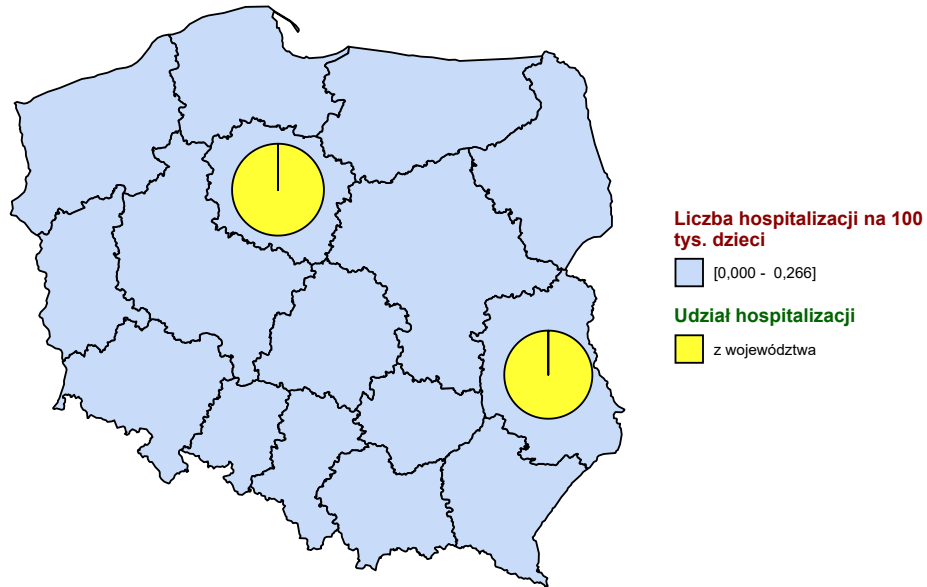 Liczba hospitalizacji na 100
tys. dzieci
[0,000 - 0,266]
Udział hospitalizacji
z województwa